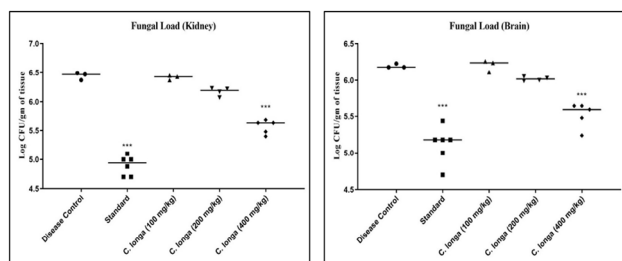 Fungal Load (Kidney)
Log CFU/gm of tissue
7.0
6.5
6.0
5.5
5.0
4.5
***
***
Disease Control
Standard
C. longa (100 mg/kg)
C. longa (200 mg/kg)
C. longa (400 mg/kg)
Fungal Load (Brain)
Log CFU/gm of tissue
6.5
6.0
5.5
5.0
4.5
***
***
Disease Control
Standard
C. longa (100 mg/kg)
C. longa (200 mg/kg)
C. longa (400 mg/kg)